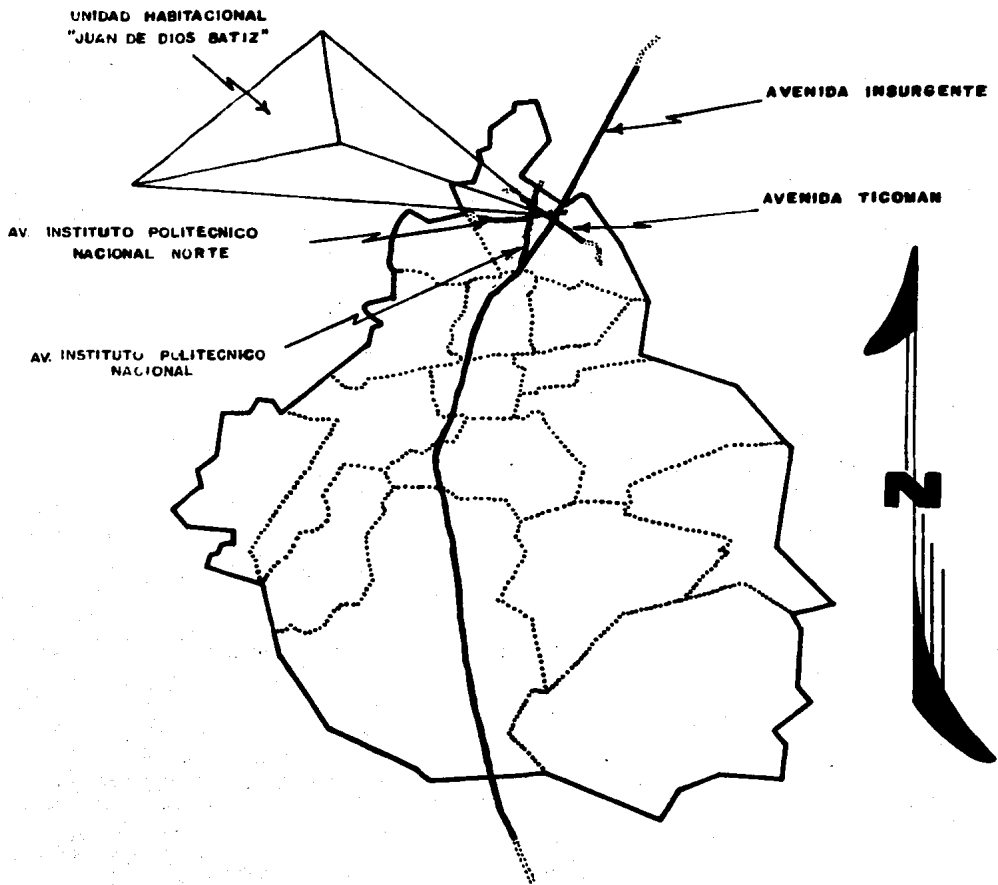 UNIDAD HABITACIONAL
"JUAN DE DIOS BATIZ"
AVENIDA INSURGENTE
AVENIDA TICOMAN
AV. INSTITUTO POLITECNICO
NACIONAL NORTE
AV. INSTITUTO POLITECNICO
NACIONAL
N